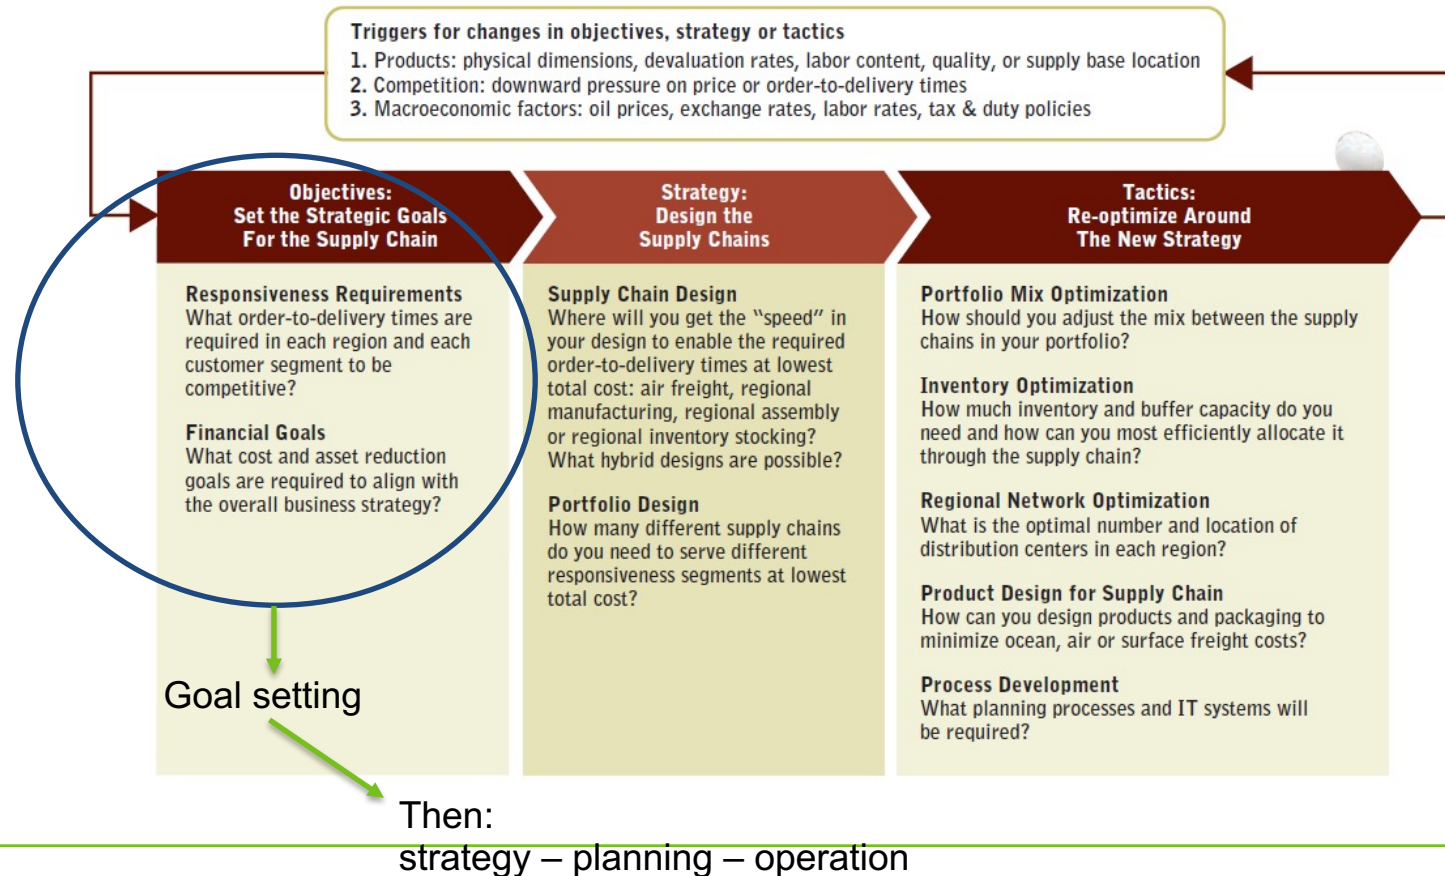 Triggers for changes in objectives, strategy or tactics
1. Products: physical dimensions, devaluation rates, labor content, quality, or supply base location
2. Competition: downward pressure on price or order-to-delivery times
3. Macroeconomic factors: oil prices, exchange rates, labor rates, tax & duty policies
Objectives:
Set the Strategic Goals
For the Supply Chain
Responsiveness Requirements
What order-to-delivery times are
required in each region and each
customer segment to be
competitive?
Financial Goals
What cost and asset reduction
goals are required to align with
the overall business strategy?
Strategy:
Design the
Supply Chains
Supply Chain Design
Where will you get the “speed” in
your design to enable the required
order-to-delivery times at lowest
total cost: air freight, regional
manufacturing, regional assembly
or regional inventory stocking?
What hybrid designs are possible?
Portfolio Design
How many different supply chains
do you need to serve different
responsiveness segments at lowest
total cost?
Tactics:
Re-optimize Around
The New Strategy
Portfolio Mix Optimization
How should you adjust the mix between the supply
chains in your portfolio?
Inventory Optimization
How much inventory and buffer capacity do you
need and how can you most efficiently allocate it
through the supply chain?
Regional Network Optimization
What is the optimal number and location of
distribution centers in each region?
Product Design for Supply Chain
How can you design products and packaging to
minimize ocean, air or surface freight costs?
Process Development
What planning processes and IT systems will
be required?
Goal setting
Then:
strategy – planning – operation